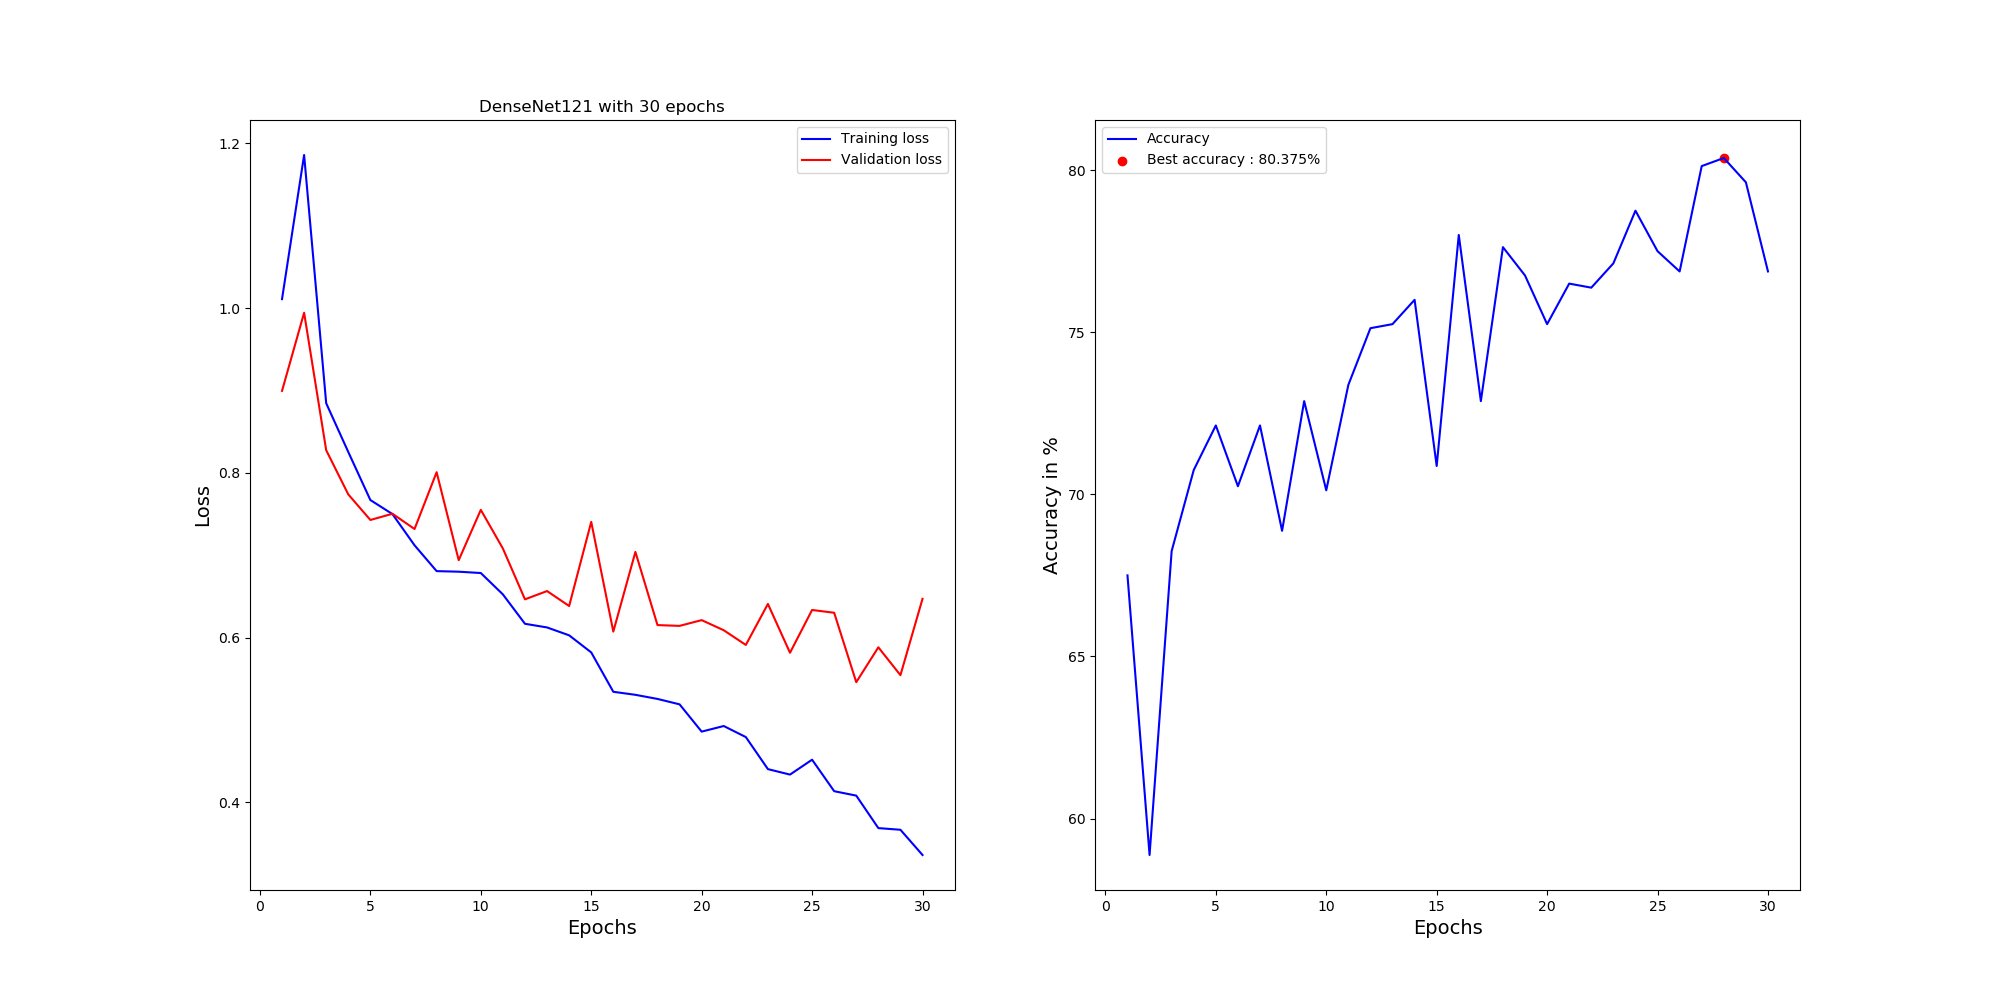 DenseNet121 with 30 epochs
Training loss
Validation loss
1.2
1.0
0.8
0.6
0.4
Loss
0 5 10 15 20 25 30
Epochs
Accuracy
Best accuracy : 80.375%
80
75
70
65
60
Accuracy in %
0 5 10 15 20 25 30
Epochs